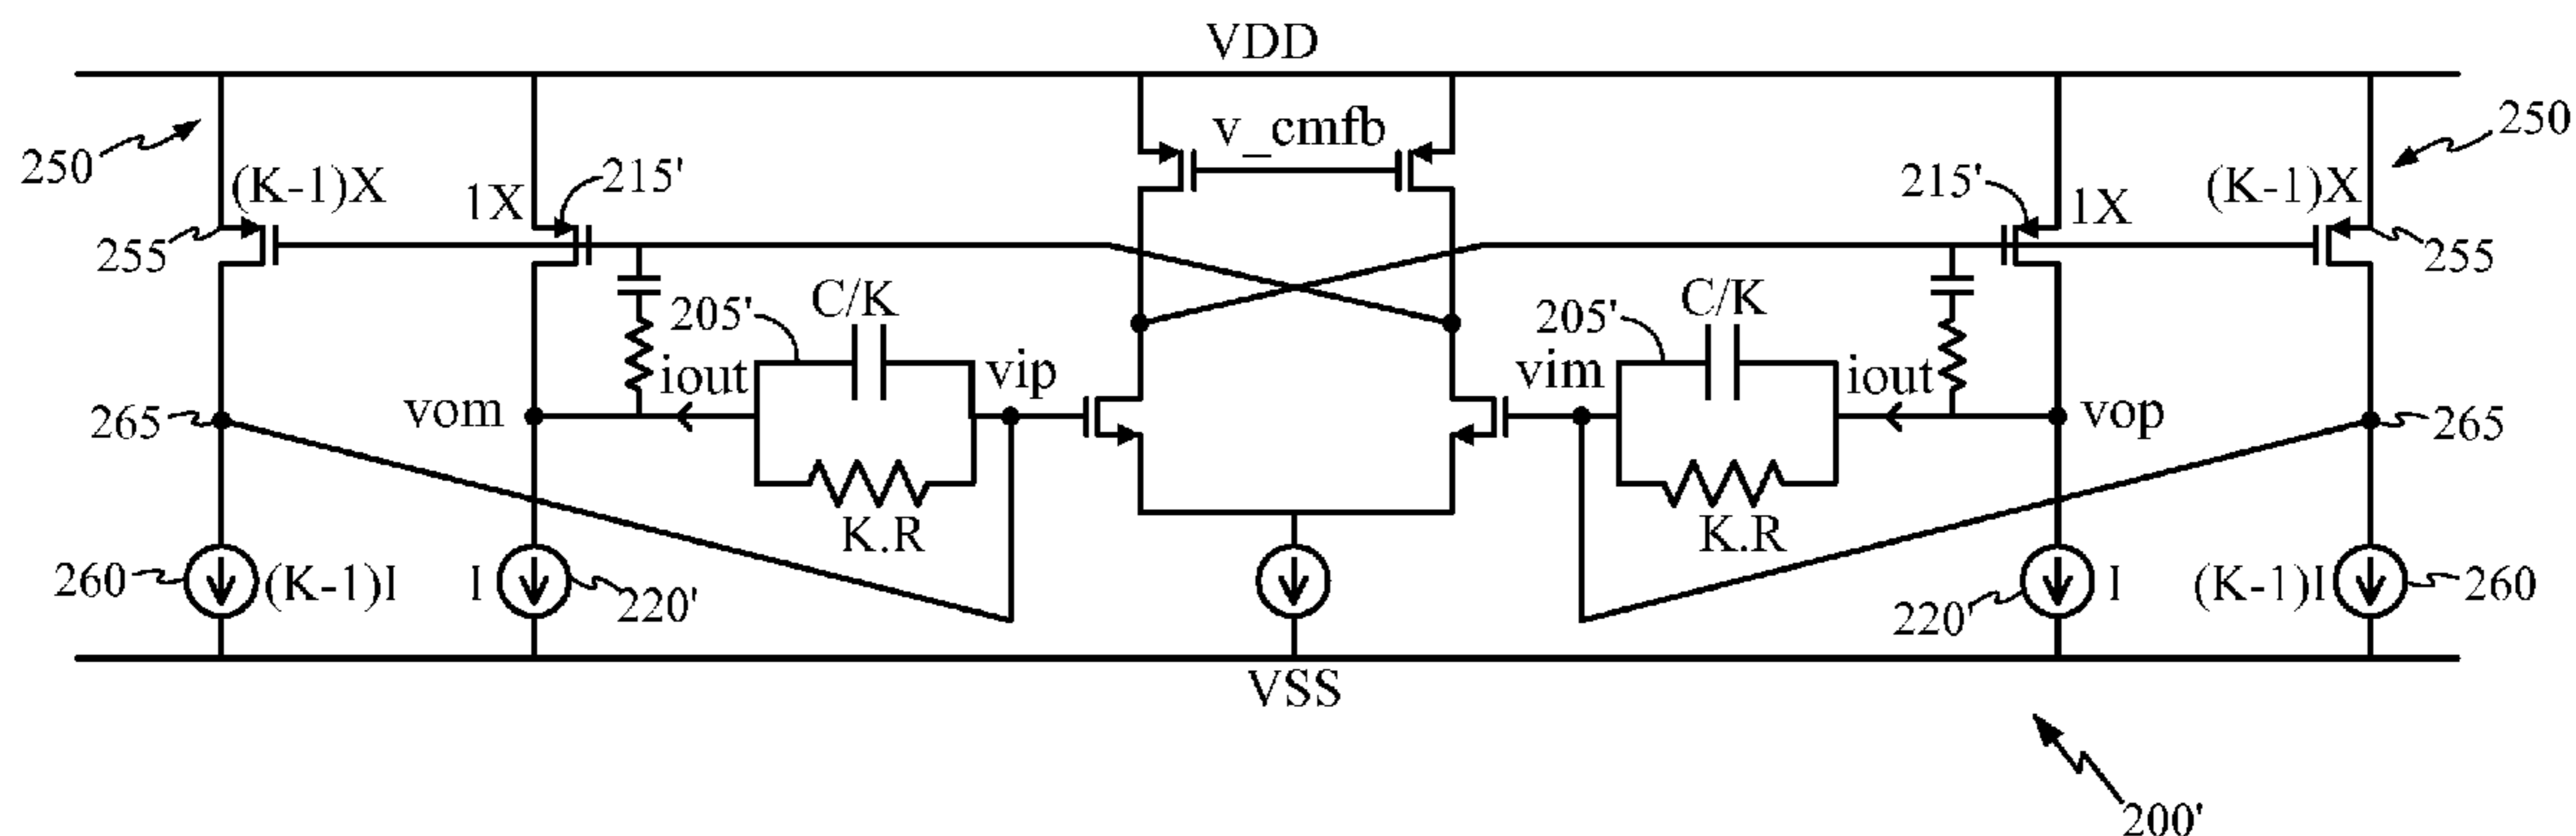 VDD
250
(K-1)X
1X
215'
v_cmfb
215'
1X
(K-1)X
250
255
255
205'
C/K
205'
C/K
iout
vip
vim
iout
vom
vop
265
265
K.R
K.R
260
(K-1)I
I
220'
220'
I
(K-1)I
260
VSS
200'